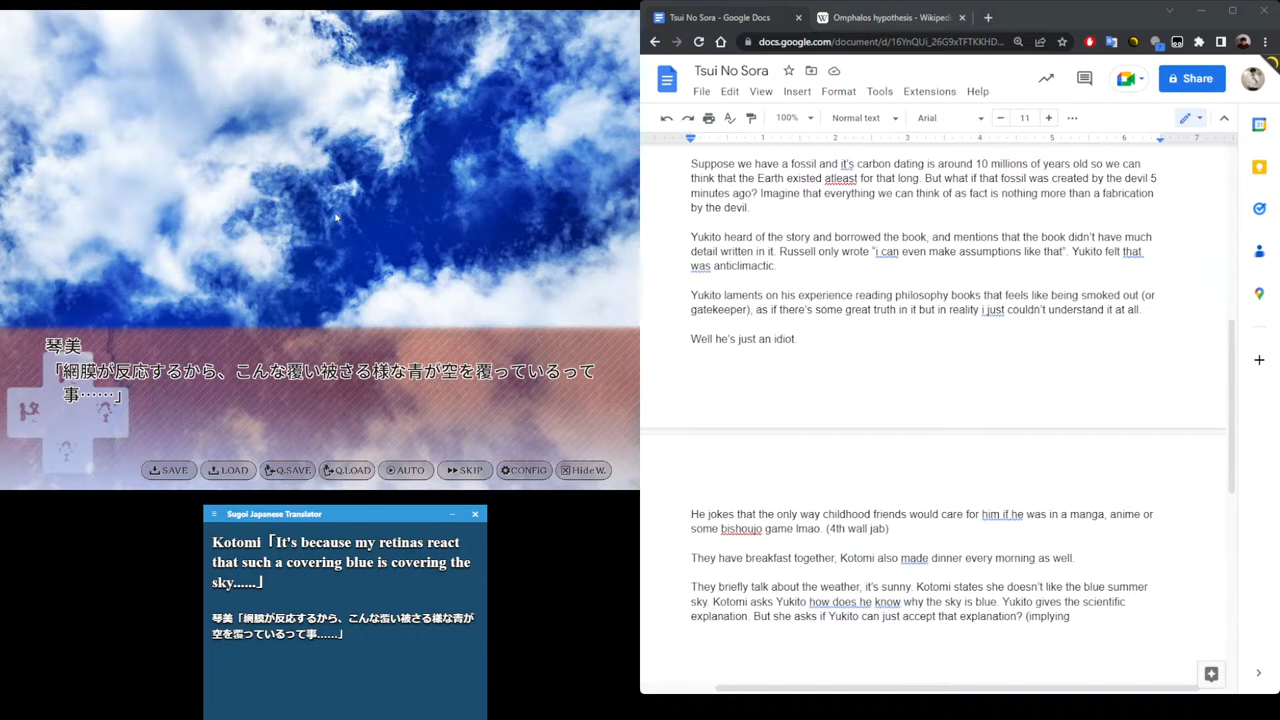 琴美
「網膜が反応するから、こんな覆い被さる様な青が空を覆っているって
事……」
SAVE
LOAD
Q.SAVE
Q.LOAD
AUTO
SKIP
CONFIG
HideW.
Sugoi Japanese Translator
Kotomi「It's because my retinas react
that such a covering blue is covering the
sky......」
琴美「網膜が反応するから、こんな覆い被さる様な青が
空を覆っているって事……」
Tsui No Sora - Google Docs
Omphalos hypothesis - Wikipedi
docs.google.com/document/d/16YnQUi_26G9xTFTKKHD...
Tsui No Sora
File Edit View Insert Format Tools Extensions Help
Share
100% Normal text Arial 11
1 2 3 4 5 6 7
Suppose we have a fossil and it's carbon dating is around 10 millions of years old so we can
think that the Earth existed atleast for that long. But what if that fossil was created by the devil 5
minutes ago? Imagine that everything we can think of as fact is nothing more than a fabrication
by the devil.
Yukito heard of the story and borrowed the book, and mentions that the book didn't have much
detail written in it. Russell only wrote "i can even make assumptions like that". Yukito felt that
was anticlimactic.
Yukito laments on his experience reading philosophy books that feels like being smoked out (or
gatekeeper), as if there's some great truth in it but in reality i just couldn't understand it at all.
Well he's just an idiot.
He jokes that the only way childhood friends would care for him if he was in a manga, anime or
some bishoujo game lmao. (4th wall jab)
They have breakfast together, Kotomi also made dinner every morning as well.
They briefly talk about the weather, it's sunny. Kotomi states she doesn't like the blue summer
sky. Kotomi asks Yukito how does he know why the sky is blue. Yukito gives the scientific
explanation. But she asks if Yukito can just accept that explanation? (implying